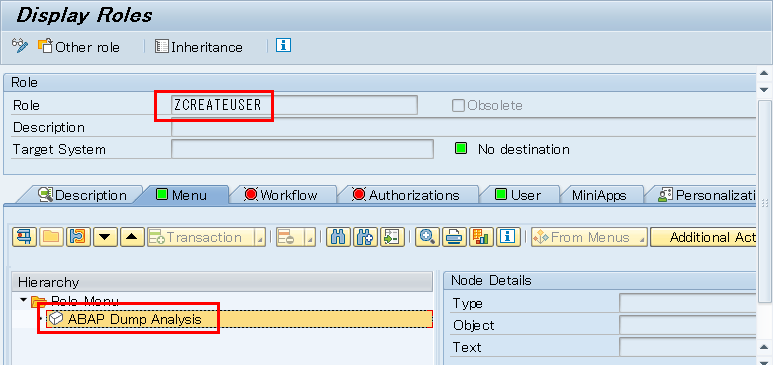 Display Roles
Other role Inheritance
Role
Role ZCREATEUSER Obsolete
Description
Target System No destination
Description Menu Workflow Authorizations User MiniApps Personalizati
Transaction From Menus Additional Act
Hierarchy Node Details
Role Menu Type
ABAP Dump Analysis Object
Text